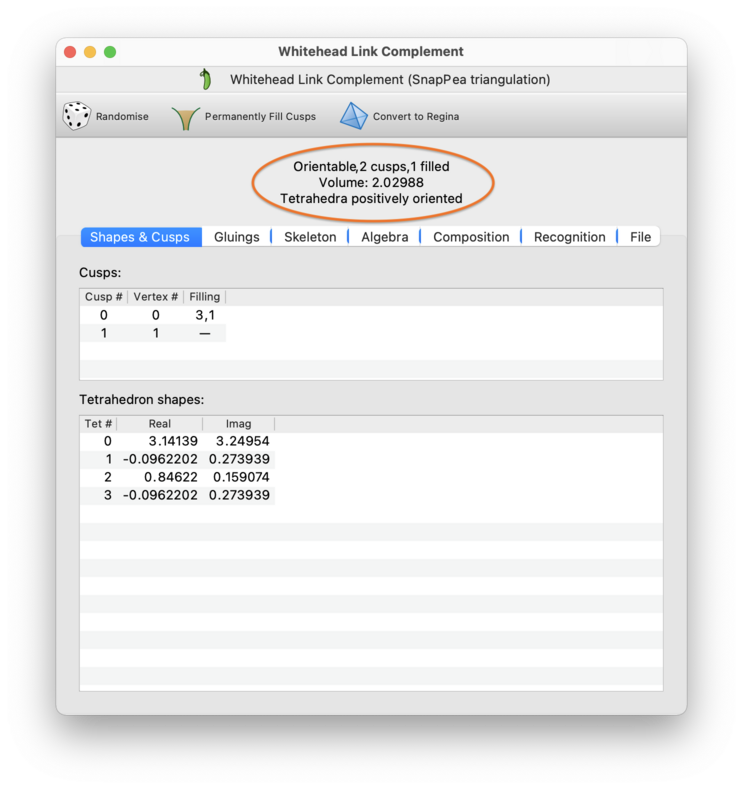 Whitehead Link Complement
Whitehead Link Complement (SnapPea triangulation)
Randomise Permanently Fill Cusps Convert to Regina
Orientable,2 cusps,1 filled
Volume: 2.02988
Tetrahedra positively oriented
Shapes & Cusps Gluings Skeleton Algebra Composition Recognition File
Cusps:
Cusp # Vertex # Filling
0 0 3,1
1 1 —
Tetrahedron shapes:
Tet # Real Imag
0 3.14139 3.24954
1 -0.0962202 0.273939
2 0.84622 0.159074
3 -0.0962202 0.273939